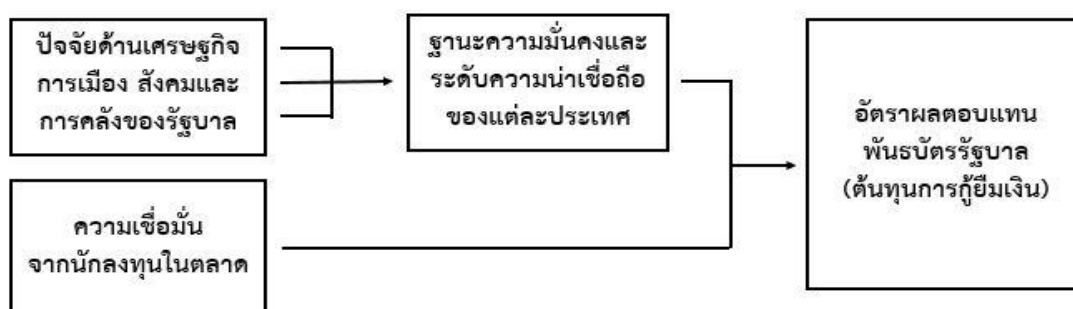 ปัจจัยด้านเศรษฐกิจ
การเมือง สังคมและ
การคลังของรัฐบาล
ฐานะความมั่นคงและ
ระดับความน่าเชื่อถือ
ของแต่ละประเทศ
อัตราผลตอบแทน
พันธบัตรรัฐบาล
(ต้นทุนการกู้ยืมเงิน)
ความเชื่อมั่น
จากนักลงทุนในตลาด